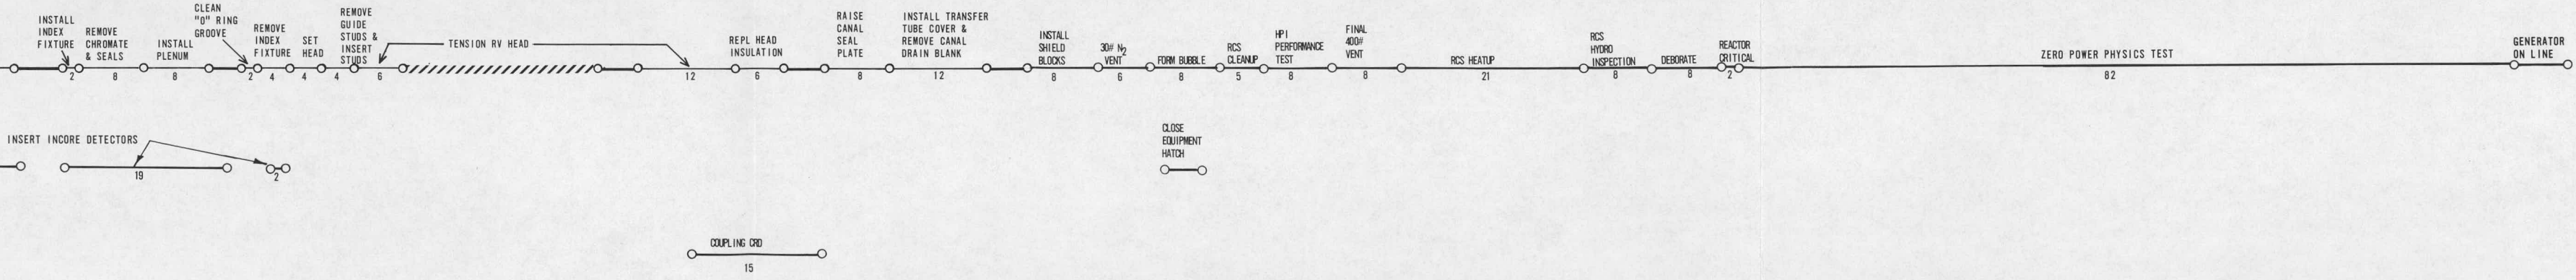 INSTALL
INDEX
FIXTURE
2
REMOVE
CHROMATE
& SEALS
8
INSTALL
PLENUM
8
CLEAN
"O" RING
GROOVE
2
REMOVE
INDEX
FIXTURE
4
SET
HEAD
4
REMOVE
GUIDE
STUDS &
INSERT
STUDS
6
TENSION RV HEAD
12
REPL HEAD
INSULATION
6
RAISE
CANAL
SEAL
PLATE
8
INSTALL TRANSFER
TUBE COVER &
REMOVE CANAL
DRAIN BLANK
12
INSTALL
SHIELD
BLOCKS
8
30# N2
VENT
6
FORM BUBBLE
8
RCS
CLEANUP
5
HPI
PERFORMANCE
TEST
8
FINAL
400#
VENT
8
RCS HEATUP
21
RCS
HYDRO
INSPECTION
8
DEBORATE
8
REACTOR
CRITICAL
2
ZERO POWER PHYSICS TEST
82
GENERATOR
ON LINE
INSERT INCORE DETECTORS
19
2
CLOSE
EQUIPMENT
HATCH
COUPLING CRD
15